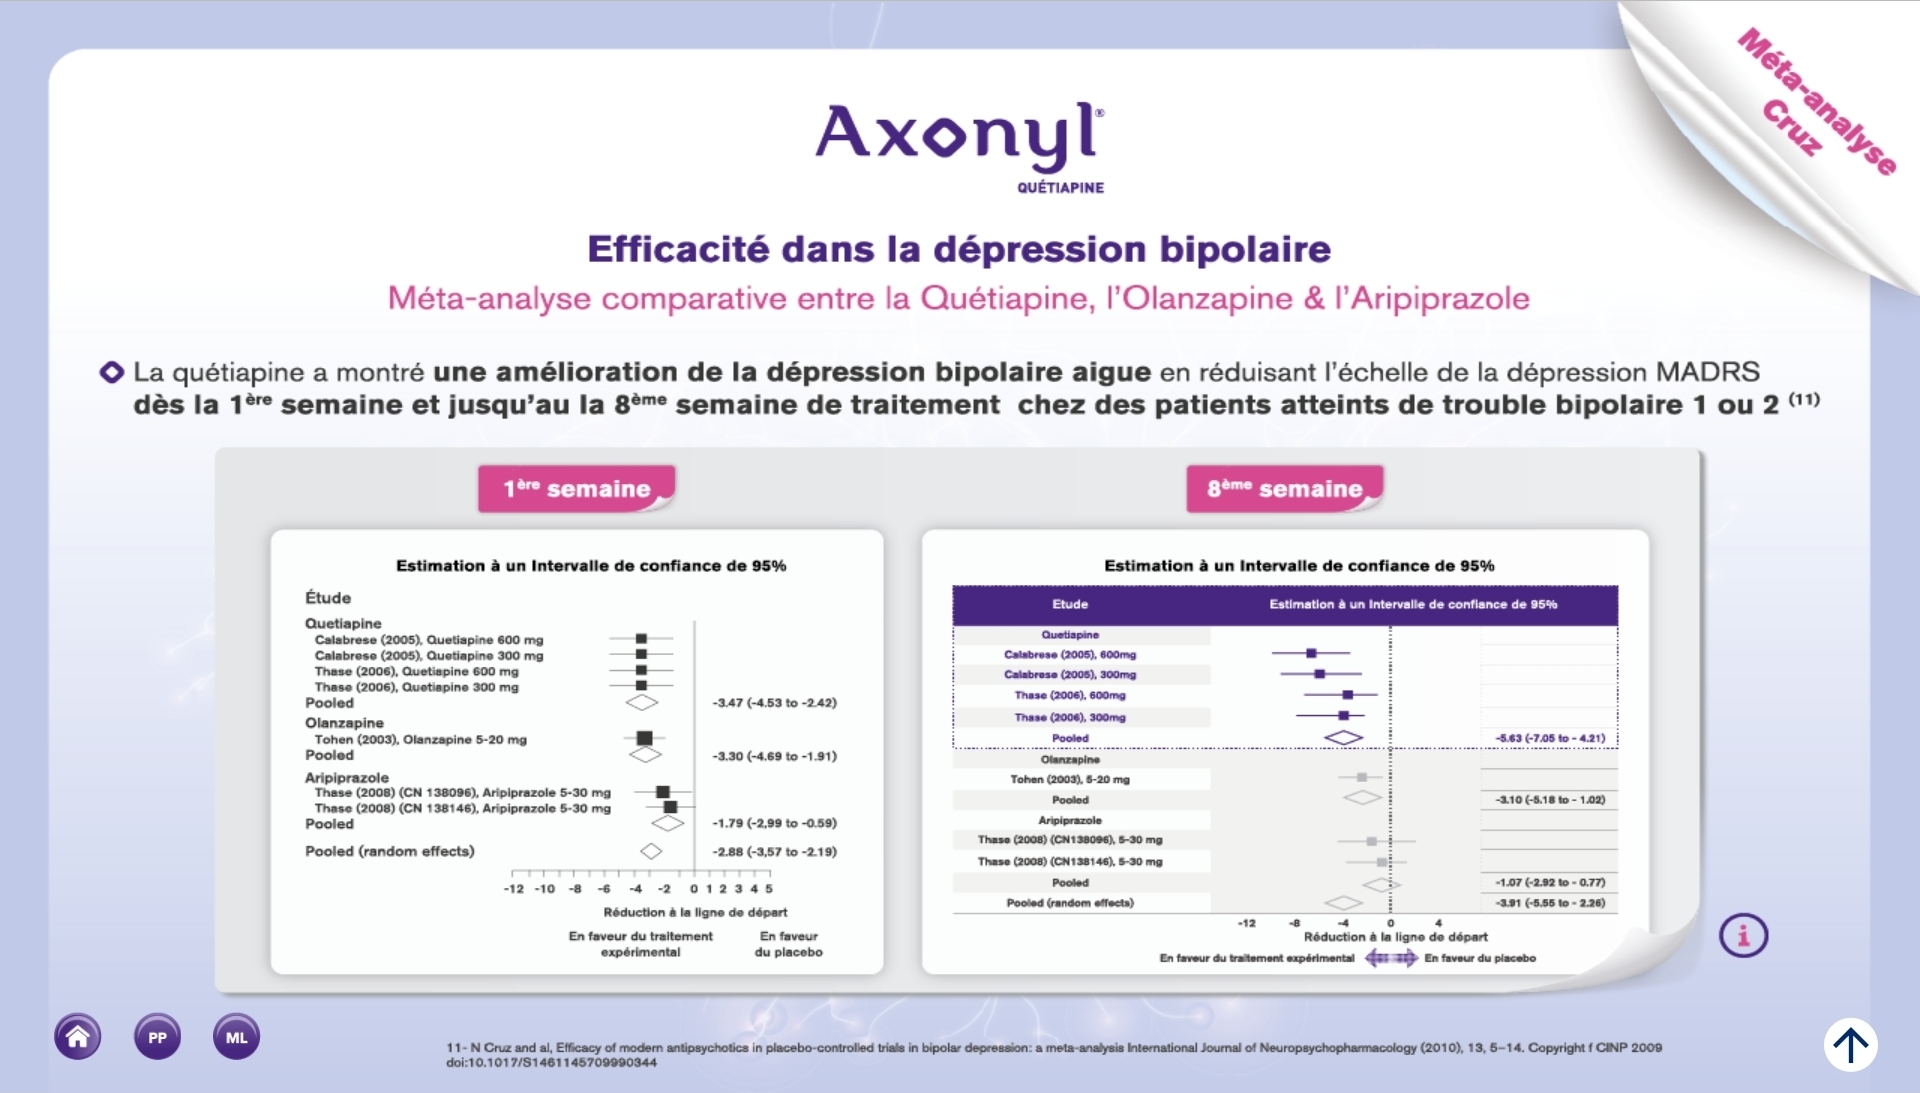 Méta-analyse
Cruz
Axonyl®
QUÉTIAPINE
Efficacité dans la dépression bipolaire
Méta-analyse comparative entre la Quétiapine, l'Olanzapine & l'Aripiprazole
La quétiapine a montré une amélioration de la dépression bipolaire aigue en réduisant l'échelle de la dépression MADRS
dès la 1ère semaine et jusqu'au la 8ème semaine de traitement chez des patients atteints de trouble bipolaire 1 ou 2 (11)
1ère semaine
Estimation à un Intervalle de confiance de 95%
Étude
Quetiapine
Calabrese (2005), Quetiapine 600 mg
Calabrese (2005), Quetiapine 300 mg
Thase (2006), Quetiapine 600 mg
Thase (2006), Quetiapine 300 mg
Pooled -3.47 (-4.53 to -2.42)
Olanzapine
Tohen (2003), Olanzapine 5-20 mg
Pooled -3.30 (-4.69 to -1.91)
Aripiprazole
Thase (2008) (CN 138096), Aripiprazole 5-30 mg
Thase (2008) (CN 138146), Aripiprazole 5-30 mg
Pooled -1.79 (-2,99 to -0.59)
Pooled (random effects) -2.88 (-3,57 to -2.19)
-12 -10 -8 -6 -4 -2 0 1 2 3 4 5
Réduction à la ligne de départ
En faveur du traitement En faveur
expérimental du placebo
8ème semaine
Estimation à un Intervalle de confiance de 95%
Etude Estimation à un Intervalle de confiance de 95%
Quetiapine
Calabrese (2005), 600mg
Calabrese (2005), 300mg
Thase (2006), 600mg
Thase (2006), 300mg
Pooled -5.63 (-7.05 to - 4.21)
Olanzapine
Tohen (2003), 5-20 mg
Pooled -3.10 (-5.18 to - 1.02)
Aripiprazole
Thase (2008) (CN138096), 5-30 mg
Thase (2008) (CN138146), 5-30 mg
Pooled -1.07 (-2.92 to - 0.77)
Pooled (random effects) -3.91 (-5.55 to - 2.26)
-12 -8 -4 0 4
Réduction à la ligne de départ
En faveur du traitement expérimental En faveur du placebo
i
PP ML
11- N Cruz and al, Efficacy of modern antipsychotics in placebo-controlled trials in bipolar depression: a meta-analysis International Journal of Neuropsychopharmacology (2010), 13, 5–14. Copyright f CINP 2009
doi:10.1017/S1461145709990344